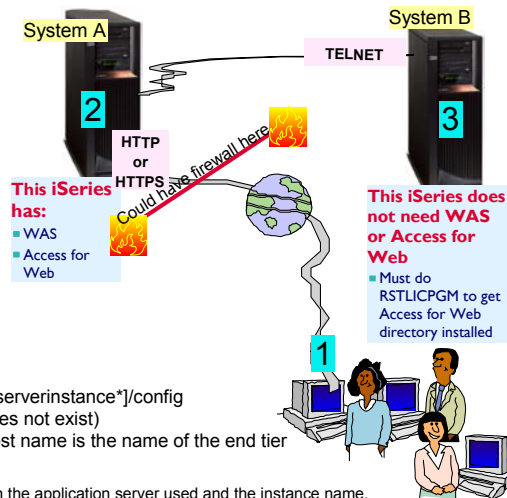 System A
System B
TELNET
2
3
HTTP
or
HTTPS
Could have firewall here
This iSeries
has:
WAS
Access for
Web
This iSeries does
not need WAS
or Access for
Web
Must do
RSTLICPGM to get
Access for Web
directory installed
1
serverinstance*]/config
es not exist)
st name is the name of the end tier
n the application server used and the instance name.